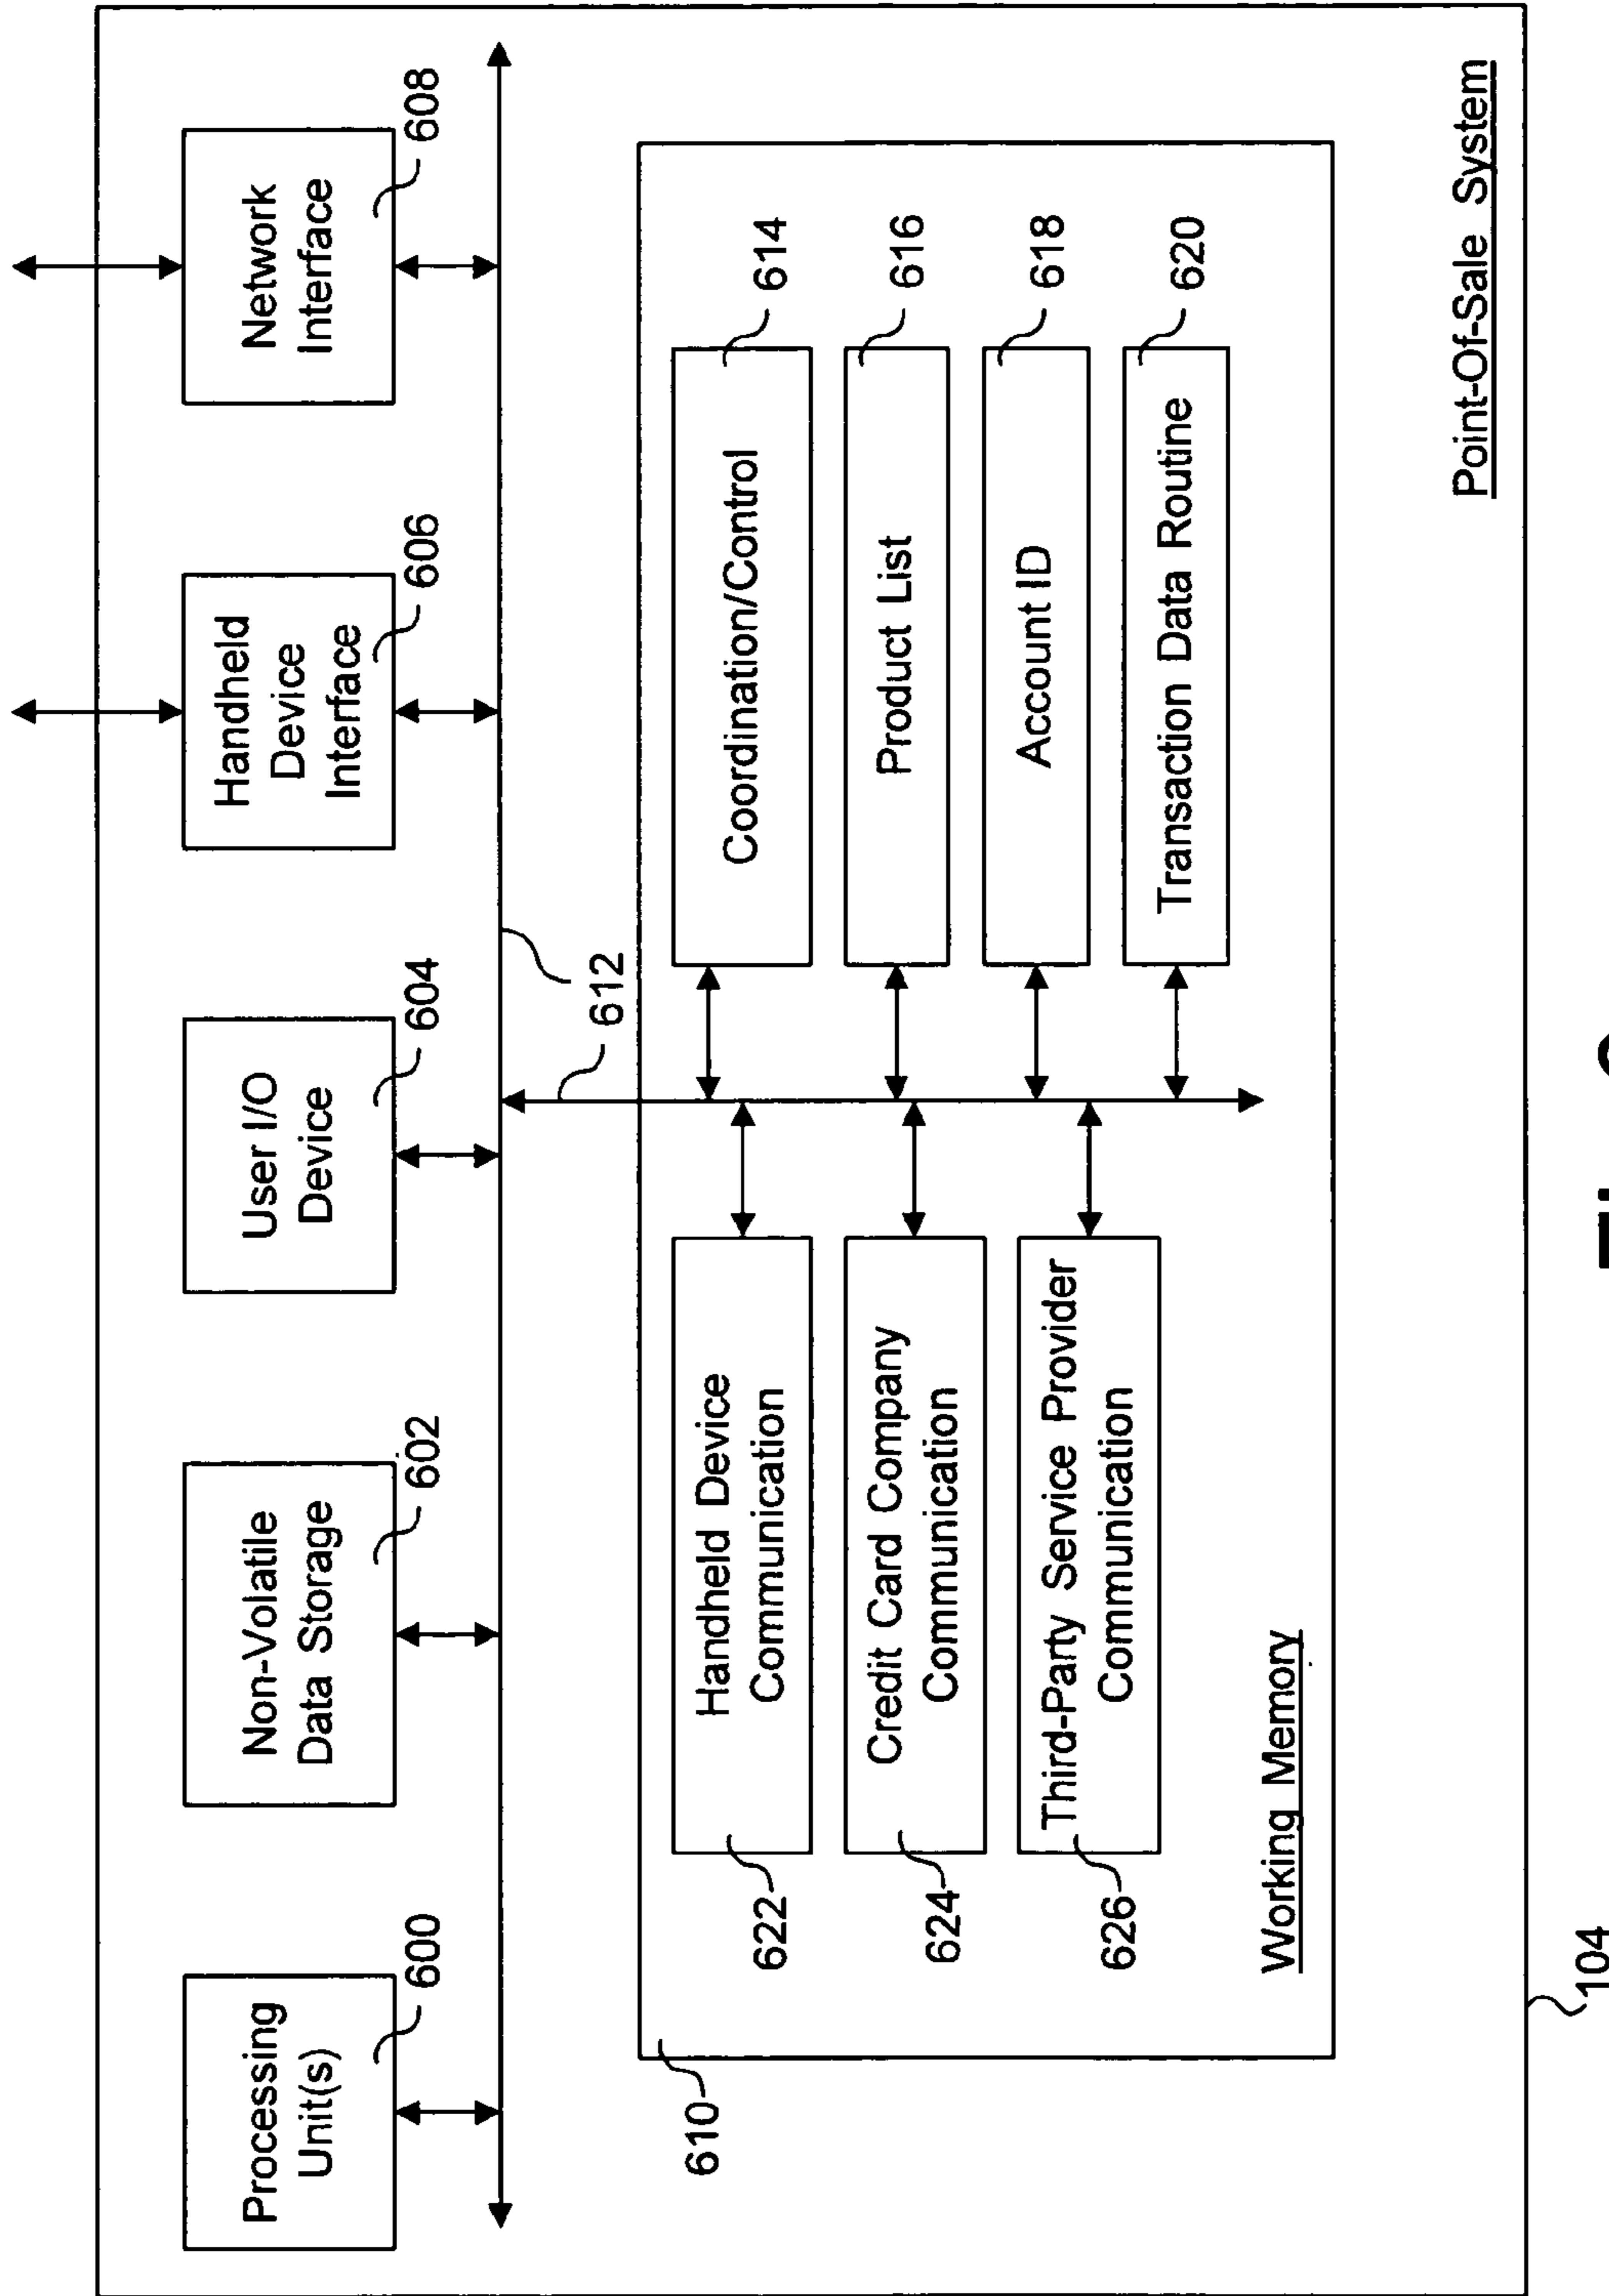 Processing
Unit(s)
600
Non-Volatile
Data Storage
602
User I/O
Device
604
Handheld
Device
Interface
606
Network
Interface
608
612
610
622
Handheld Device
Communication
624
Credit Card Company
Communication
626
Third-Party Service Provider
Communication
Coordination/Control
614
Product List
616
Account ID
618
Transaction Data Routine
620
Working Memory
Point-Of-Sale System
104